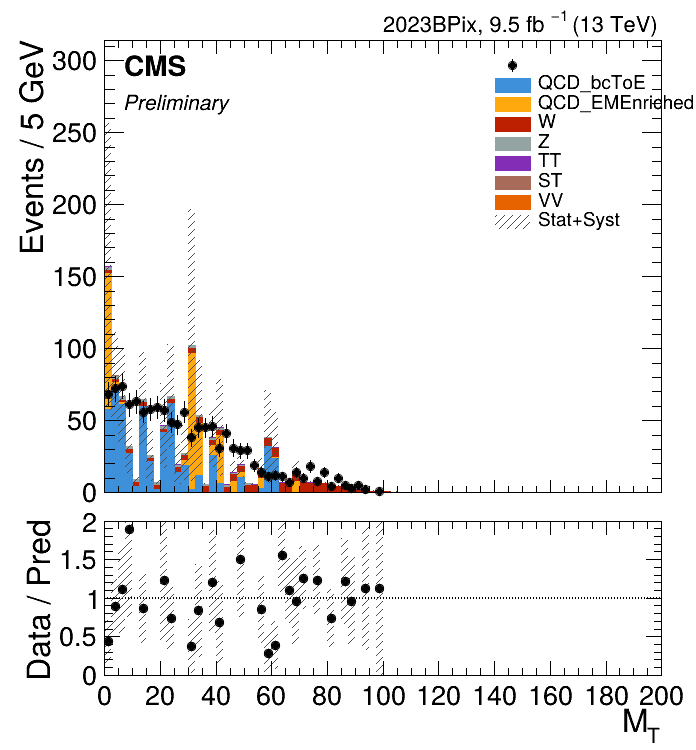 2023BPix, 9.5 fb⁻¹ (13 TeV)
CMS
Preliminary
QCD_bcToE
QCD_EMEnriched
W
Z
TT
ST
VV
Stat+Syst
Events / 5 GeV
300
250
200
150
100
50
0
Data / Pred
2
1.5
1
0.5
0
0 20 40 60 80 100 120 140 160 180 200
M_T